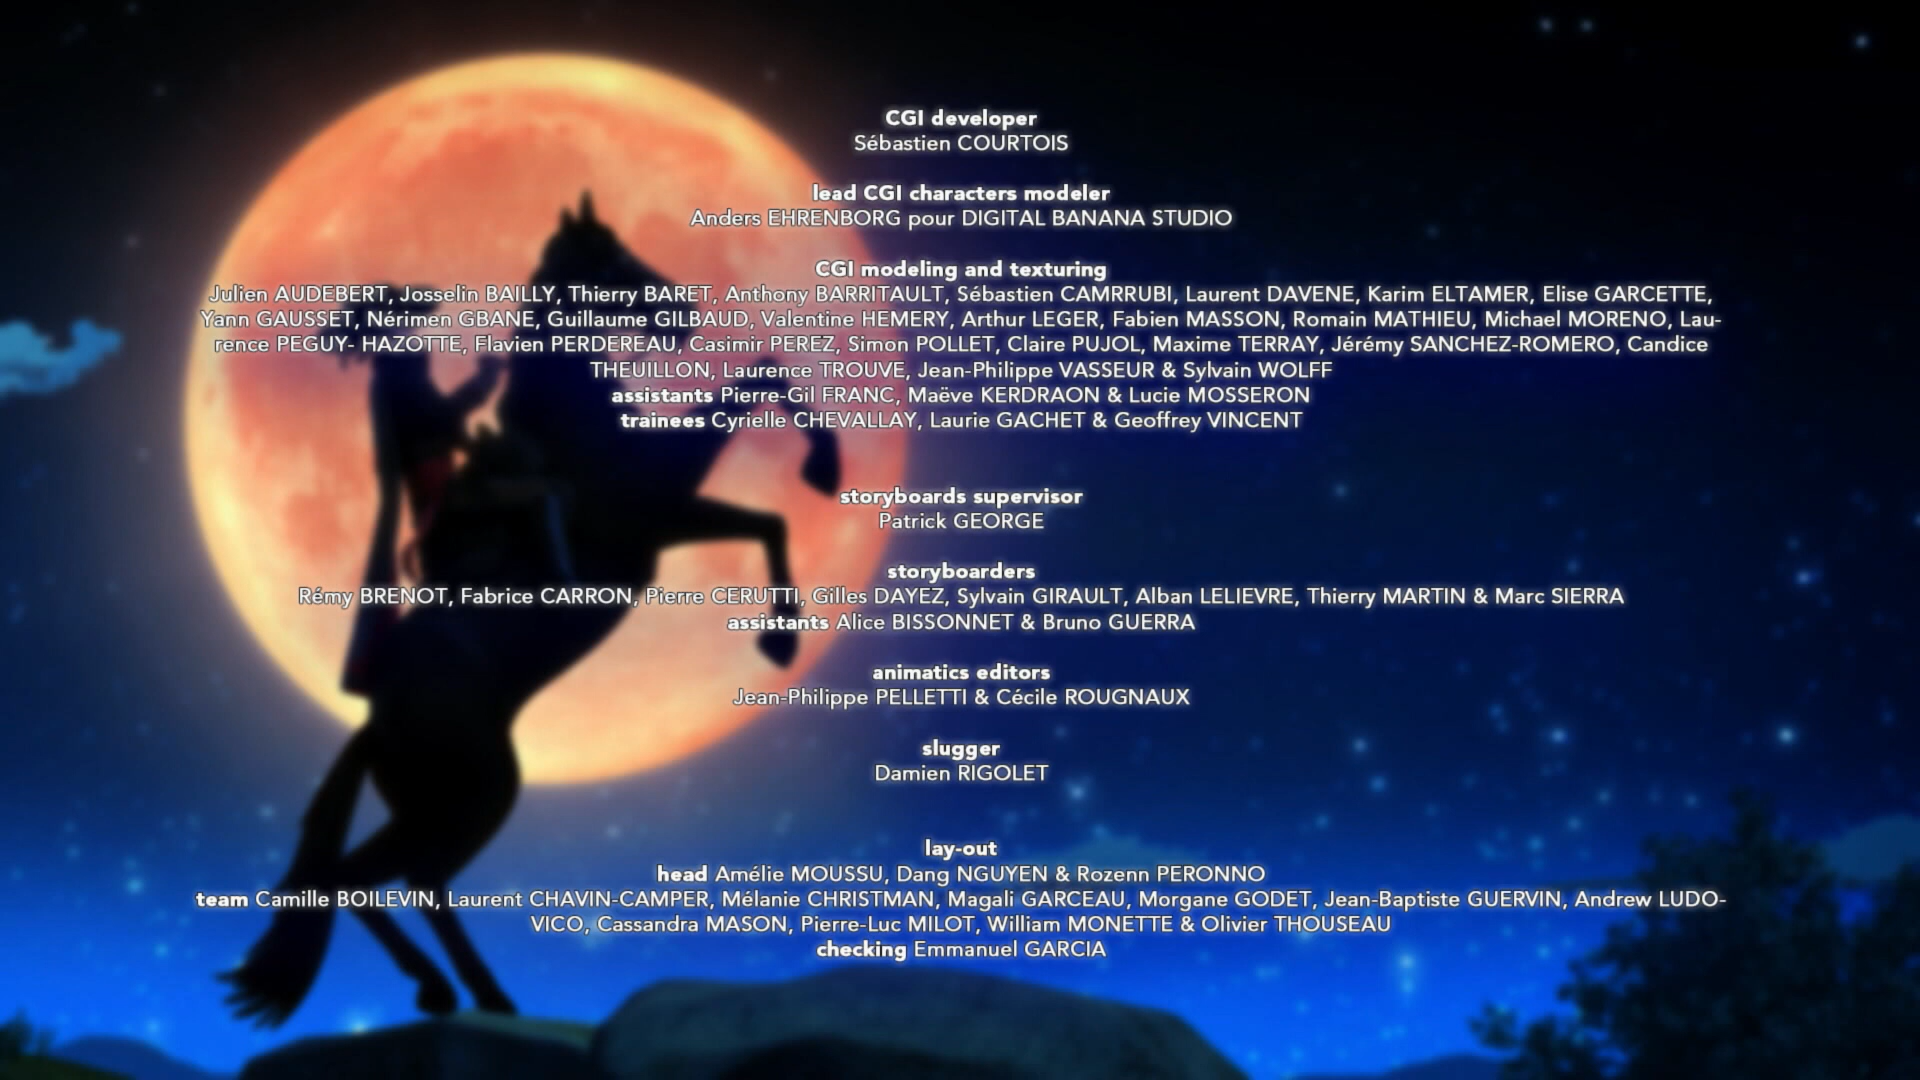 CGI developer
Sébastien COURTOIS
lead CGI characters modeler
Anders EHRENBORG pour DIGITAL BANANA STUDIO
CGI modeling and texturing
Julien AUDEBERT, Josselin BAILLY, Thierry BARET, Anthony BARRITAULT, Sébastien CAMRRUBI, Laurent DAVENE, Karim ELTAMER, Elise GARCETTE,
Yann GAUSSET, Nérimen GBANE, Guillaume GILBAUD, Valentine HEMERY, Arthur LEGER, Fabien MASSON, Romain MATHIEU, Michael MORENO, Lau-
rence PEGUY- HAZOTTE, Flavien PERDEREAU, Casimir PEREZ, Simon POLLET, Claire PUJOL, Maxime TERRAY, Jérémy SANCHEZ-ROMERO, Candice
THEUILLON, Laurence TROUVE, Jean-Philippe VASSEUR & Sylvain WOLFF
assistants Pierre-Gil FRANC, Maëve KERDRAON & Lucie MOSSERON
trainees Cyrielle CHEVALLAY, Laurie GACHET & Geoffrey VINCENT
storyboards supervisor
Patrick GEORGE
storyboarders
Rémy BRENOT, Fabrice CARRON, Pierre CERUTTI, Gilles DAYEZ, Sylvain GIRAULT, Alban LELIEVRE, Thierry MARTIN & Marc SIERRA
assistants Alice BISSONNET & Bruno GUERRA
animatics editors
Jean-Philippe PELLETTI & Cécile ROUGNAUX
slugger
Damien RIGOLET
lay-out
head Amélie MOUSSU, Dang NGUYEN & Rozenn PERONNO
team Camille BOILEVIN, Laurent CHAVIN-CAMPER, Mélanie CHRISTMAN, Magali GARCEAU, Morgane GODET, Jean-Baptiste GUERVIN, Andrew LUDO-
VICO, Cassandra MASON, Pierre-Luc MILOT, William MONETTE & Olivier THOUSEAU
checking Emmanuel GARCIA